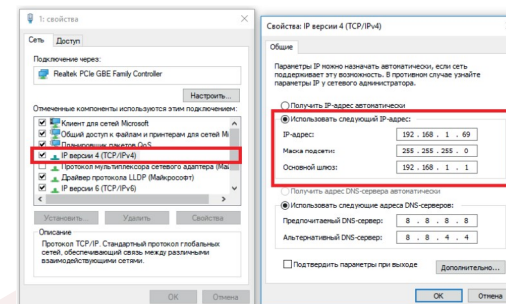 1: свойства
Сеть
Доступ
Подключение через:
Realtek PCIe GBE Family Controller
Настроить...
Отмеченные компоненты используются этим подключением:
Клиент для сетей Microsoft
Общий доступ к файлам и принтерам для сетей Mi
Планировщик пакетов QoS
IP версии 4 (TCP/IPv4)
Протокол мультиплексора сетевого адаптера (Ma
Драйвер протокола LLDP (Майкрософт)
IP версии 6 (TCP/IPv6)
Установить...
Удалить
Свойства
Описание
Протокол TCP/IP. Стандартный протокол глобальных
сетей, обеспечивающий связь между различными
взаимодействующими сетями.
ОК
Отмена
Свойства: IP версии 4 (TCP/IPv4)
Общие
Параметры IP можно назначать автоматически, если сеть
поддерживает эту возможность. В противном случае узнайте
параметры IP у сетевого администратора.
Получить IP-адрес автоматически
Использовать следующий IP-адрес:
IP-адрес: 192 . 168 . 1 . 69
Маска подсети: 255 . 255 . 255 . 0
Основной шлюз: 192 . 168 . 1 . 1
Получить адрес DNS-сервера автоматически
Использовать следующие адреса DNS-серверов:
Предпочитаемый DNS-сервер: 8 . 8 . 8 . 8
Альтернативный DNS-сервер: 8 . 8 . 4 . 4
Подтвердить параметры при выходе
Дополнительно...
ОК
Отмена